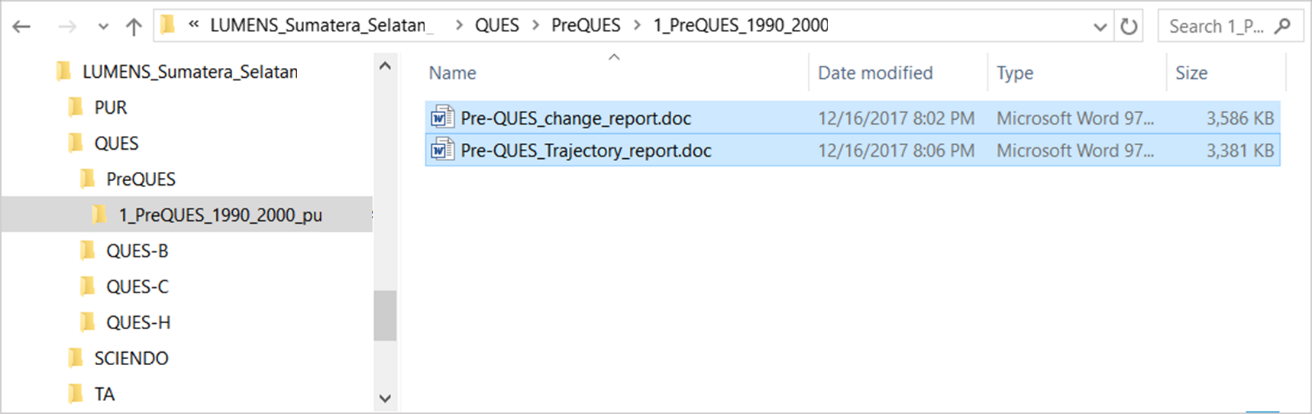 « LUMENS_Sumatera_Selatan_ > QUES > PreQUES > 1_PreQUES_1990_2000
Search 1_P...
LUMENS_Sumatera_Selatan
PUR
QUES
PreQUES
1_PreQUES_1990_2000_pu
QUES-B
QUES-C
QUES-H
SCIENDO
TA
Name Date modified Type Size
Pre-QUES_change_report.doc 12/16/2017 8:02 PM Microsoft Word 97... 3,586 KB
Pre-QUES_Trajectory_report.doc 12/16/2017 8:06 PM Microsoft Word 97... 3,381 KB